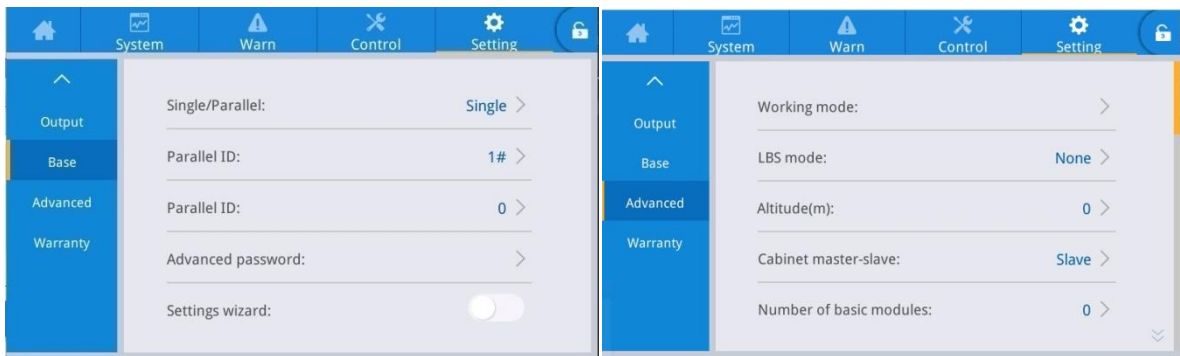 System Warn Control Setting
Output
Base
Advanced
Warranty
Single/Parallel: Single
Parallel ID: 1#
Parallel ID: 0
Advanced password:
Settings wizard:
System Warn Control Setting
Output
Base
Advanced
Warranty
Working mode:
LBS mode: None
Altitude(m): 0
Cabinet master-slave: Slave
Number of basic modules: 0